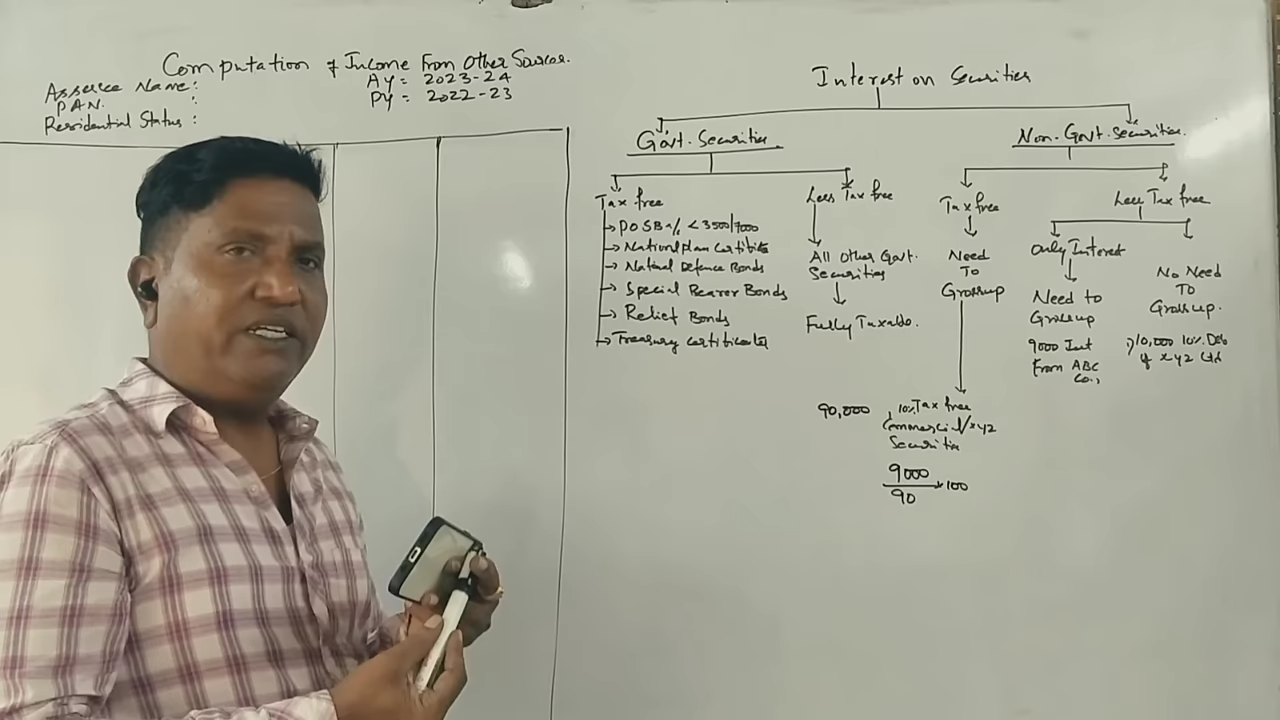 Computation of Income From Other Sources.
Assessee Name :
AY = 2023-24
PAN. :
PY = 2022-23
Residential Status :
Interest on Securities
Govt. Securities
Non-Govt. Securities.
Tax free
Less Tax free
Tax free
Less Tax free
→ POSB a/c < 3500/7000
→ National plan certificates
→ National Defence Bonds
→ Special Bearer Bonds
→ Relief Bonds
→ Treasury certificates
All Other Govt.
Securities
Fully Taxable.
Need
To
Grossup
Only Interest
Need to
Grossup
9000 Int
From ABC
Co.,
No Need
To
Grossup.
10,000 10% Deb
of xyz Ltd
90,000, 10% Tax free
Commercial/xyz
Securities
9000
90 × 100